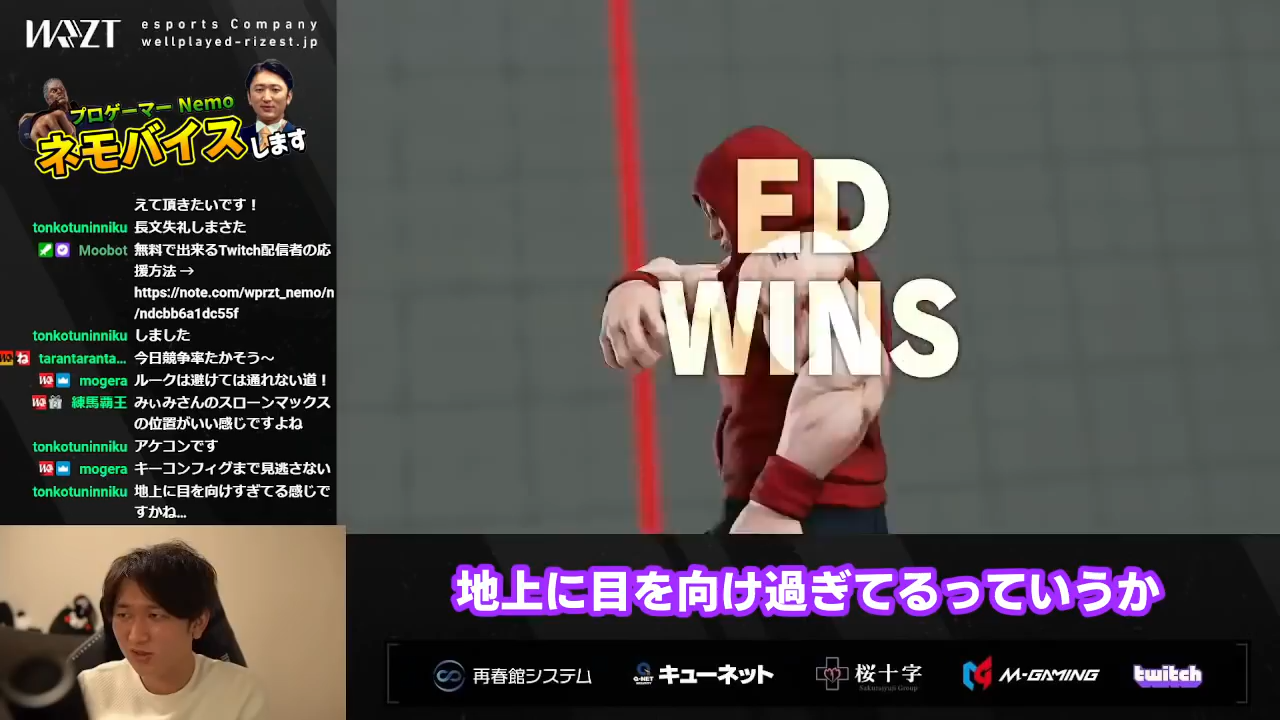 WRZT
esports Company
wellplayed-rizest.jp
プロゲーマー Nemo
ネモバイスします
えて頂きたいです！
tonkotuninniku 長文失礼しまさた
Moobot 無料で出来るTwitch配信者の応
援方法 →
https://note.com/wprzt_nemo/n
/ndcbb6a1dc55f
tonkotuninniku しました
tarantaranta... 今日競争率たかそう～
mogera ルークは避けては通れない道！
練馬覇王 みぃみさんのスローンマックス
の位置がいい感じですよね
tonkotuninniku アケコンです
mogera キーコンフィグまで見逃さない
tonkotuninniku 地上に目を向けすぎてる感じで
すかね...
ED
WINS
地上に目を向け過ぎてるっていうか
再春館システム
Q-NET
キューネット
桜十字
Sakurajyuji Group
M-GAMING
twitch